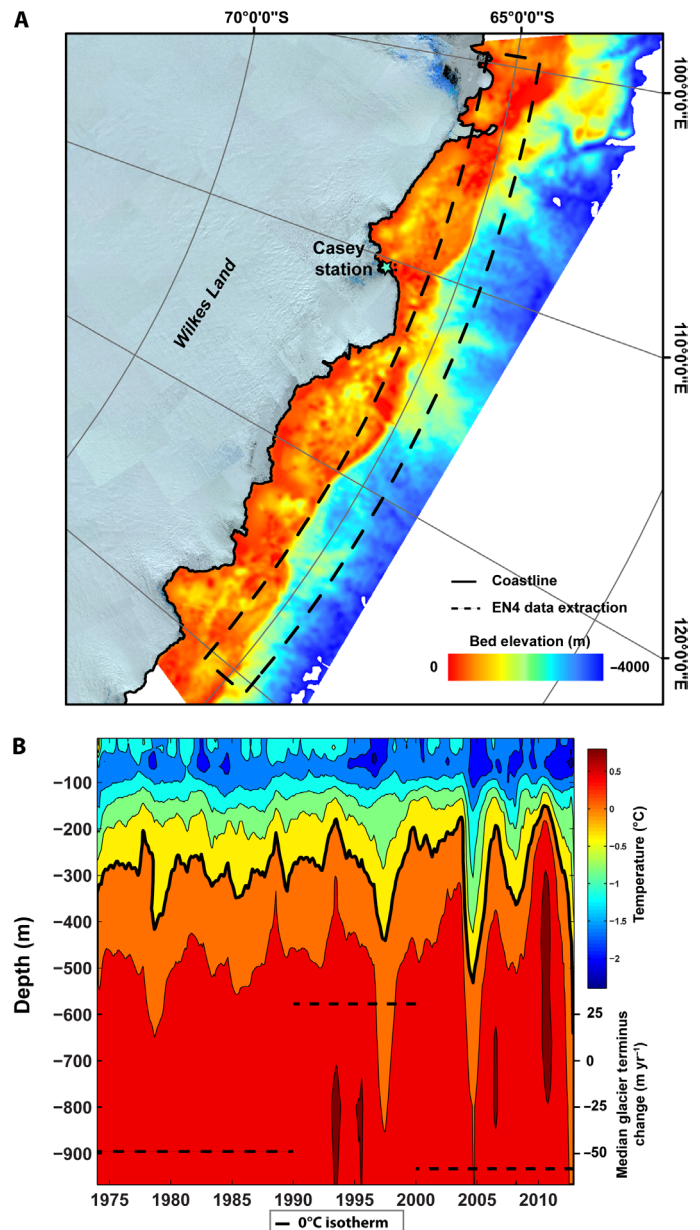 A
70°0'0"S
65°0'0"S
100°0'0"E
Casey
station
Wilkes Land
110°0'0"E
Coastline
EN4 data extraction
Bed elevation (m)
0
–4000
120°0'0"E
B
−100
−200
−300
−400
−500
−600
−700
−800
−900
Depth (m)
0.5
0
−0.5
−1
−1.5
−2
Temperature (°C)
25
0
−25
−50
Median glacier terminus
change (m yr⁻¹)
1975 1980 1985 1990 1995 2000 2005 2010
0°C isotherm